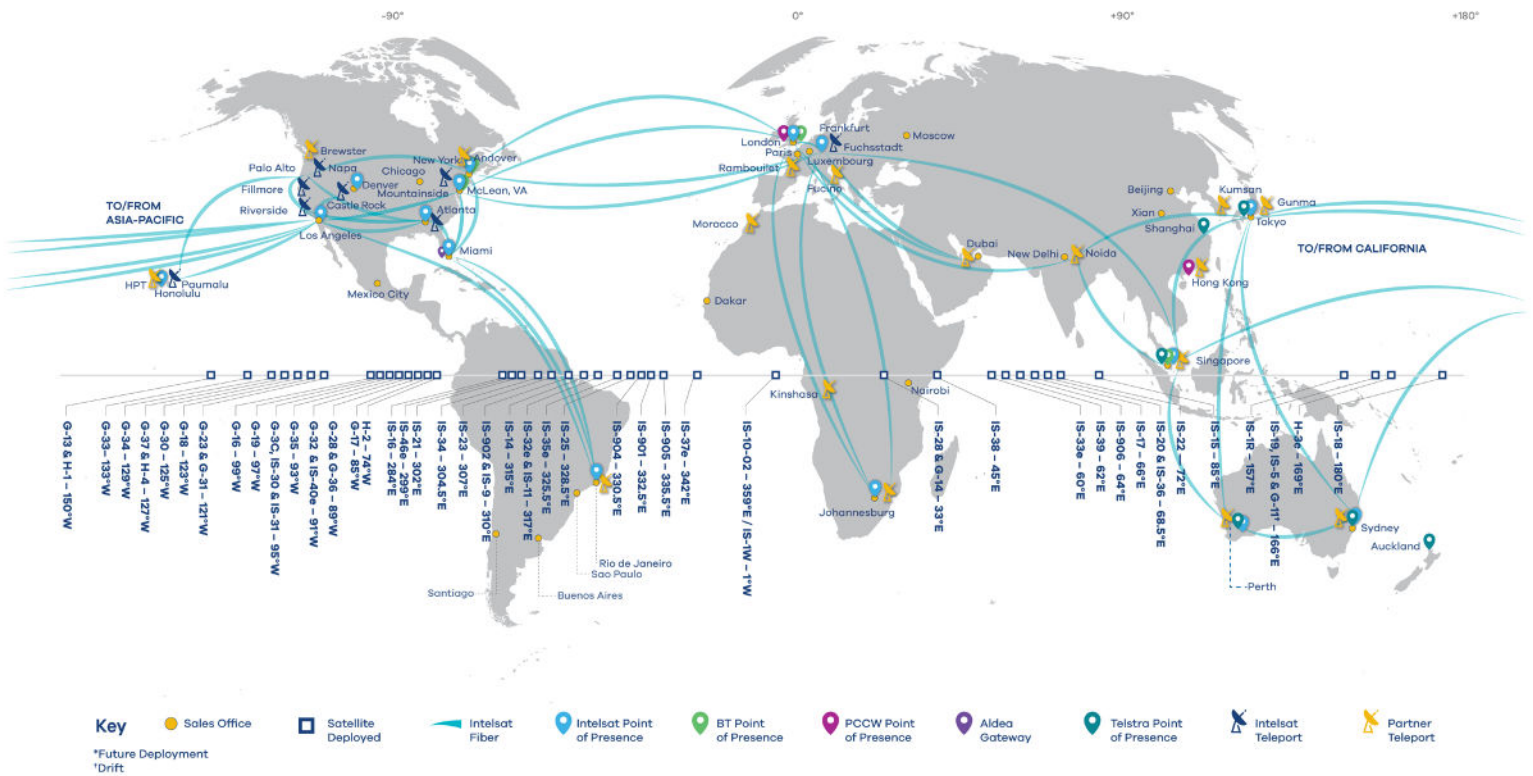 -90°
0°
+90°
+180°
Brewster
Palo Alto
Napa
Fillmore
Denver
Riverside
Castle Rock
Los Angeles
Chicago
Mountainside
New York
Andover
McLean, VA
Atlanta
Miami
TO/FROM
ASIA-PACIFIC
HPT
Honolulu
Paumalu
Mexico City
London
Frankfurt
Fuchsstadt
Paris
Luxembourg
Rambouillet
Fucino
Moscow
Morocco
Dakar
Dubai
New Delhi
Noida
Beijing
Xian
Shanghai
Kumsan
Gunma
Tokyo
TO/FROM CALIFORNIA
Hong Kong
Singapore
Kinshasa
Nairobi
Johannesburg
Sydney
Auckland
Perth
Rio de Janeiro
Sao Paulo
Santiago
Buenos Aires
G-13 & H-1 – 150°W
G-33 – 133°W
G-34 – 129°W
G-37 & H-4 – 127°W
G-30 – 125°W
G-18 – 123°W
G-23 & G-31 – 121°W
G-16 – 99°W
G-19 – 97°W
G-3C, IS-30 & IS-31 – 95°W
G-35 – 93°W
G-32 & IS-40e – 91°W
G-28 & G-36 – 89°W
G-17 – 85°W
H-2 – 74°W
IS-16 – 284°E
IS-46e – 299°E
IS-21 – 302°E
IS-34 – 304.5°E
IS-23 – 307°E
IS-902 & IS-9 – 310°E
IS-14 – 315°E
IS-32e & IS-11 – 317°E
IS-35e – 325.5°E
IS-25 – 328.5°E
IS-904 – 330.5°E
IS-901 – 332.5°E
IS-905 – 335.5°E
IS-37e – 342°E
IS-10-02 – 359°E / IS-1W – 1°W
IS-28 & G-14 – 33°E
IS-38 – 45°E
IS-33e – 60°E
IS-39 – 62°E
IS-906 – 64°E
IS-17 – 66°E
IS-20 & IS-36 – 68.5°E
IS-22 – 72°E
IS-15 – 85°E
IS-1R – 157°E
IS-19, IS-5 & G-11† – 166°E
H-3e – 169°E
IS-18 – 180°E
Key
Sales Office
Satellite
Deployed
Intelsat
Fiber
Intelsat Point
of Presence
BT Point
of Presence
PCCW Point
of Presence
Aldea
Gateway
Telstra Point
of Presence
Intelsat
Teleport
Partner
Teleport
*Future Deployment
†Drift